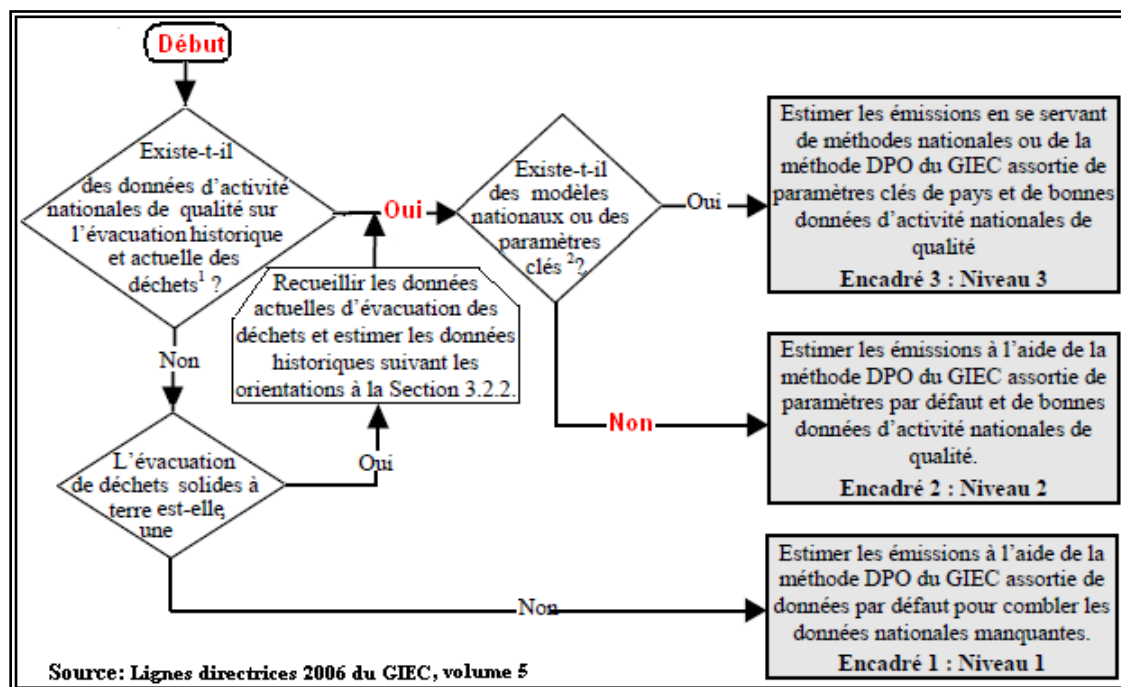 Début
Existe-t-il
des données d’activité
nationales de qualité sur
l’évacuation historique
et actuelle des
déchets¹ ?
Oui
Existe-t-il
des modèles
nationaux ou des
paramètres
clés ²?
Oui
Estimer les émissions en se servant
de méthodes nationales ou de la
méthode DPO du GIEC assortie de
paramètres clés de pays et de bonnes
données d’activité nationales de
qualité
Encadré 3 : Niveau 3
Recueillir les données
actuelles d’évacuation des
déchets et estimer les données
historiques suivant les
orientations à la Section 3.2.2.
Non
Non
Estimer les émissions à l’aide de la
méthode DPO du GIEC assortie de
paramètres par défaut et de bonnes
données d’activité nationales de
qualité.
Encadré 2 : Niveau 2
L’évacuation
de déchets solides à
terre est-elle, une
Oui
Non
Estimer les émissions à l’aide de la
méthode DPO du GIEC assortie de
données par défaut pour combler les
données nationales manquantes.
Encadré 1 : Niveau 1
Source: Lignes directrices 2006 du GIEC, volume 5